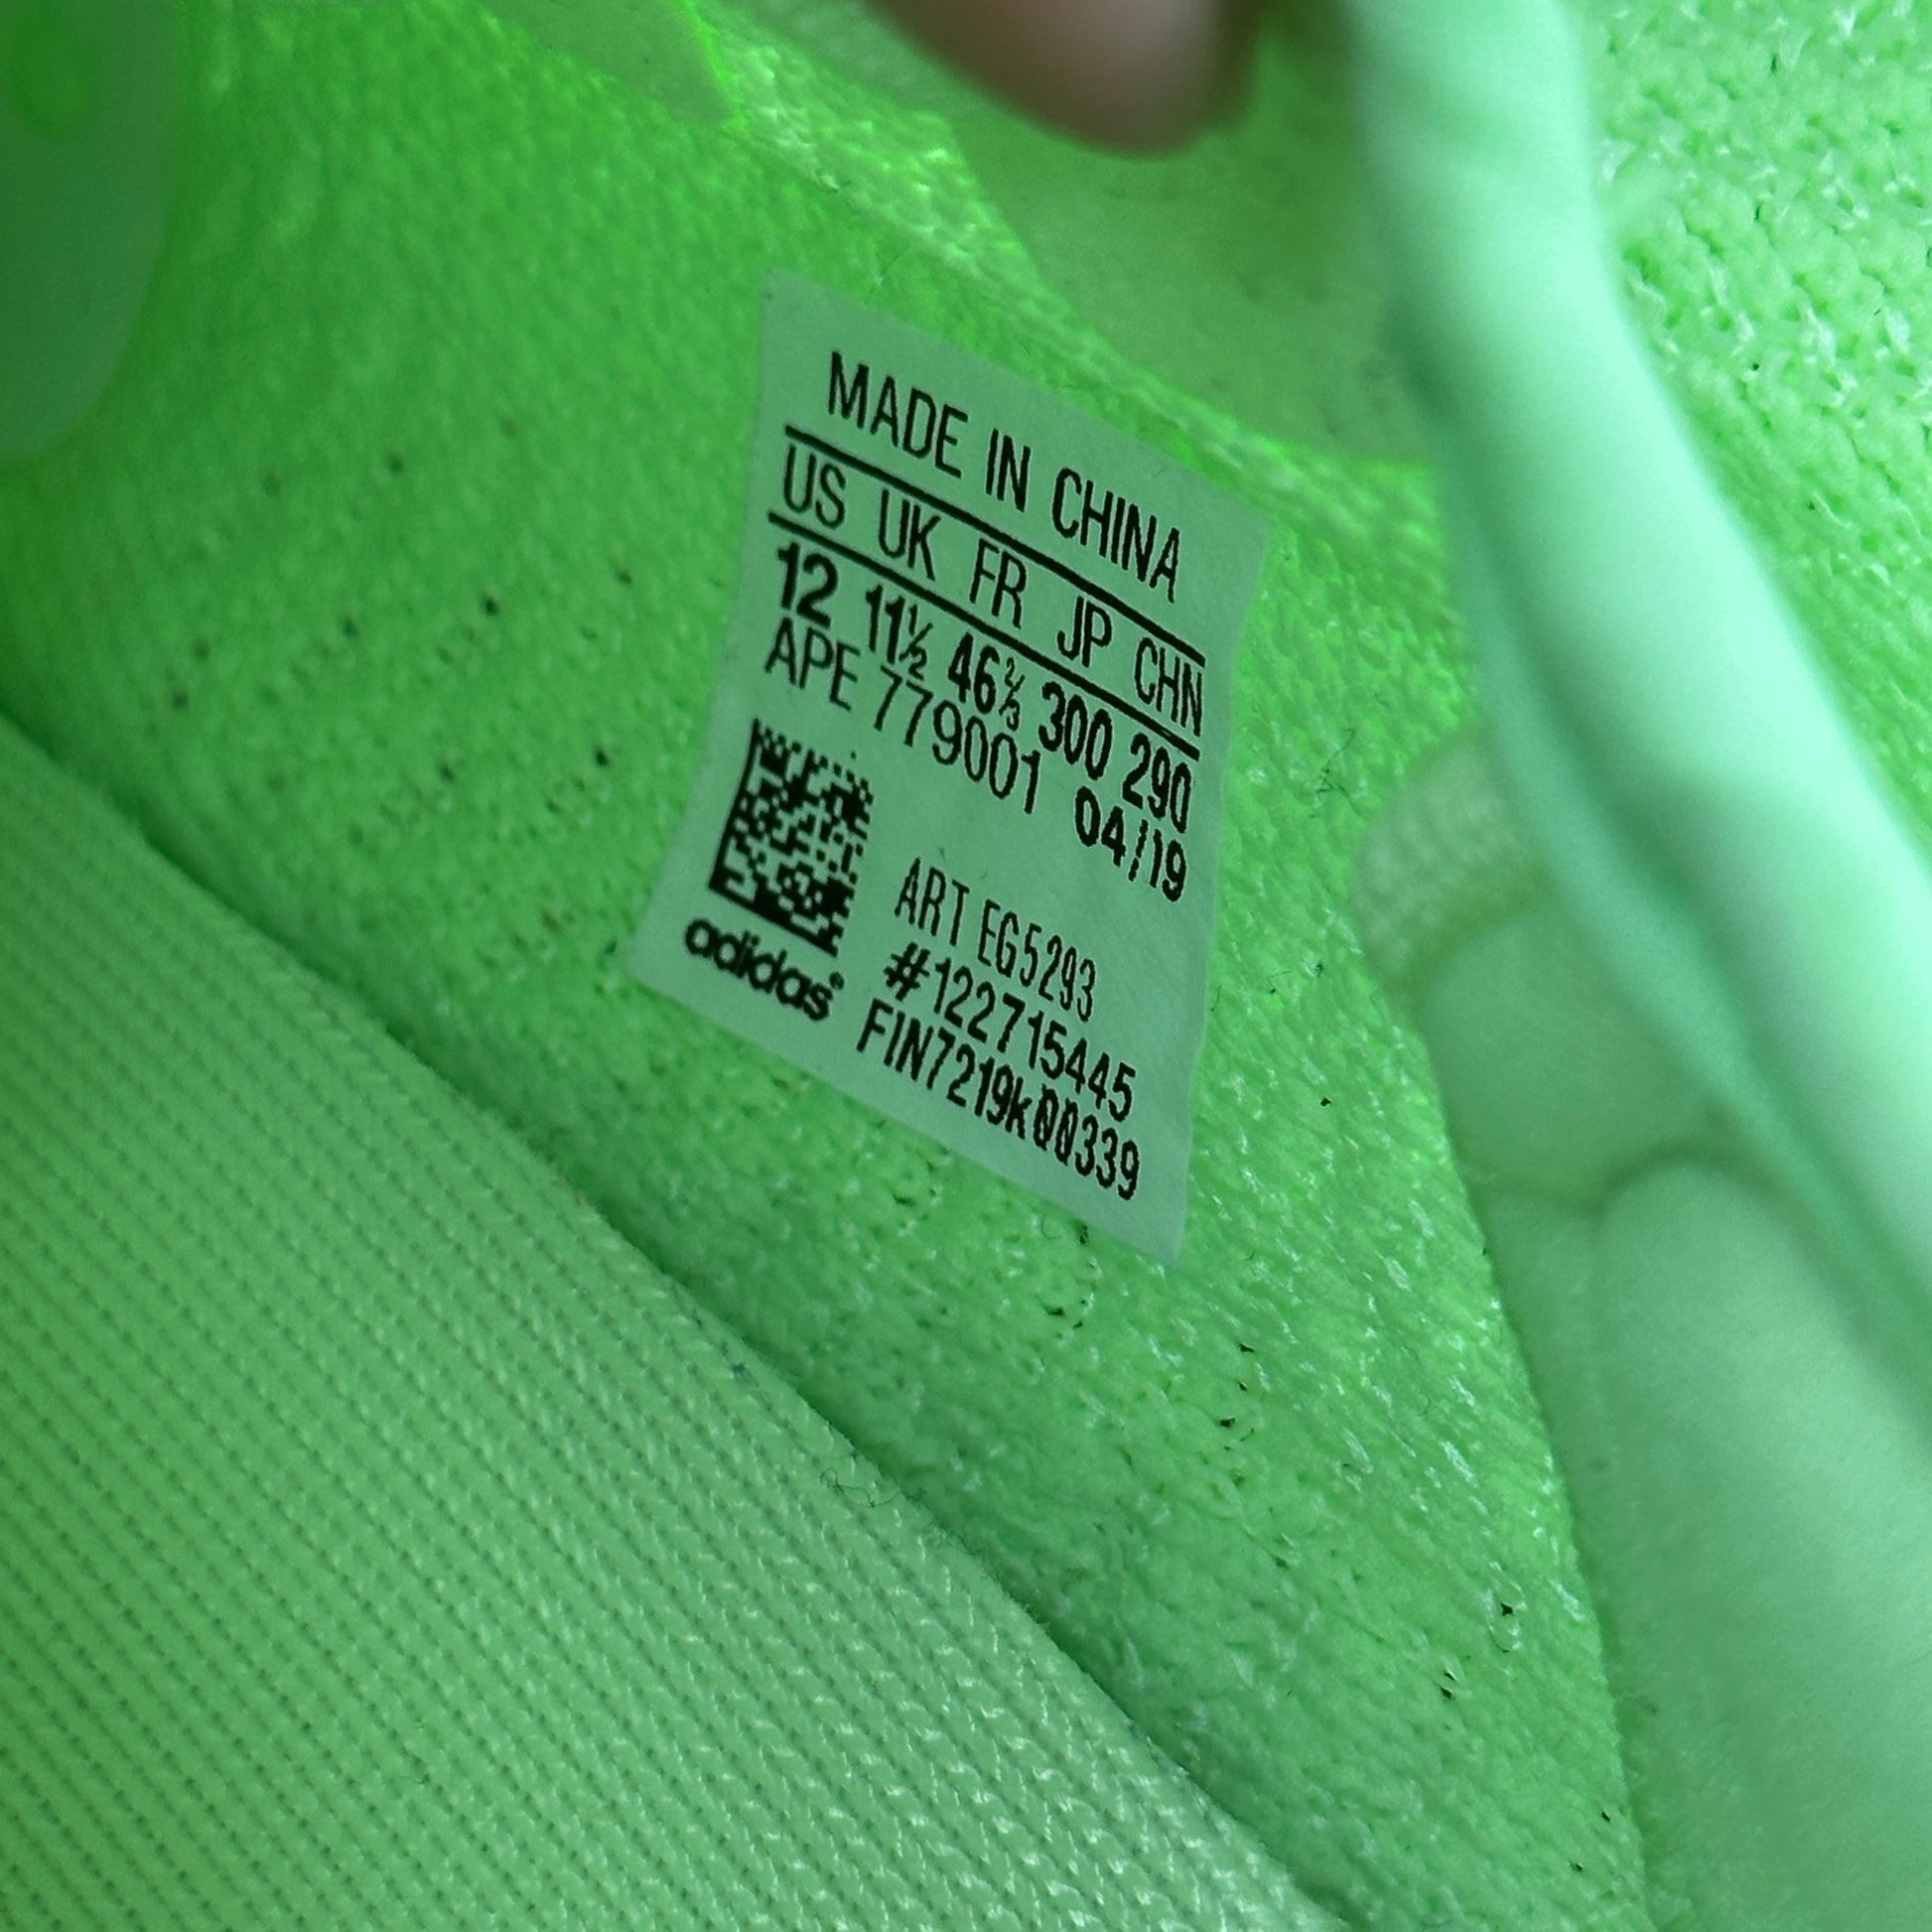 MADE IN CHINA
US UK FR JP CHN
12 11½ 46⅔ 300 290
APE 779001 04/19
ART EG5293
#122715445
FIN7219k00339
adidas®